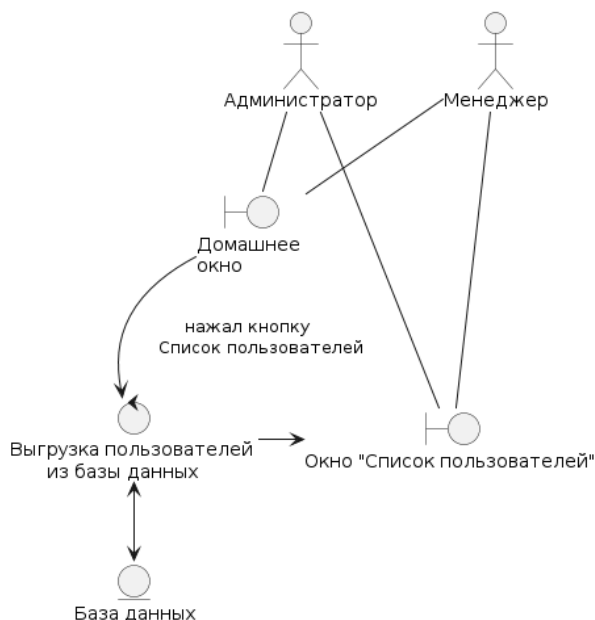 Администратор
Менеджер
Домашнее
окно
нажал кнопку
Список пользователей
Выгрузка пользователей
из базы данных
Окно "Список пользователей"
База данных